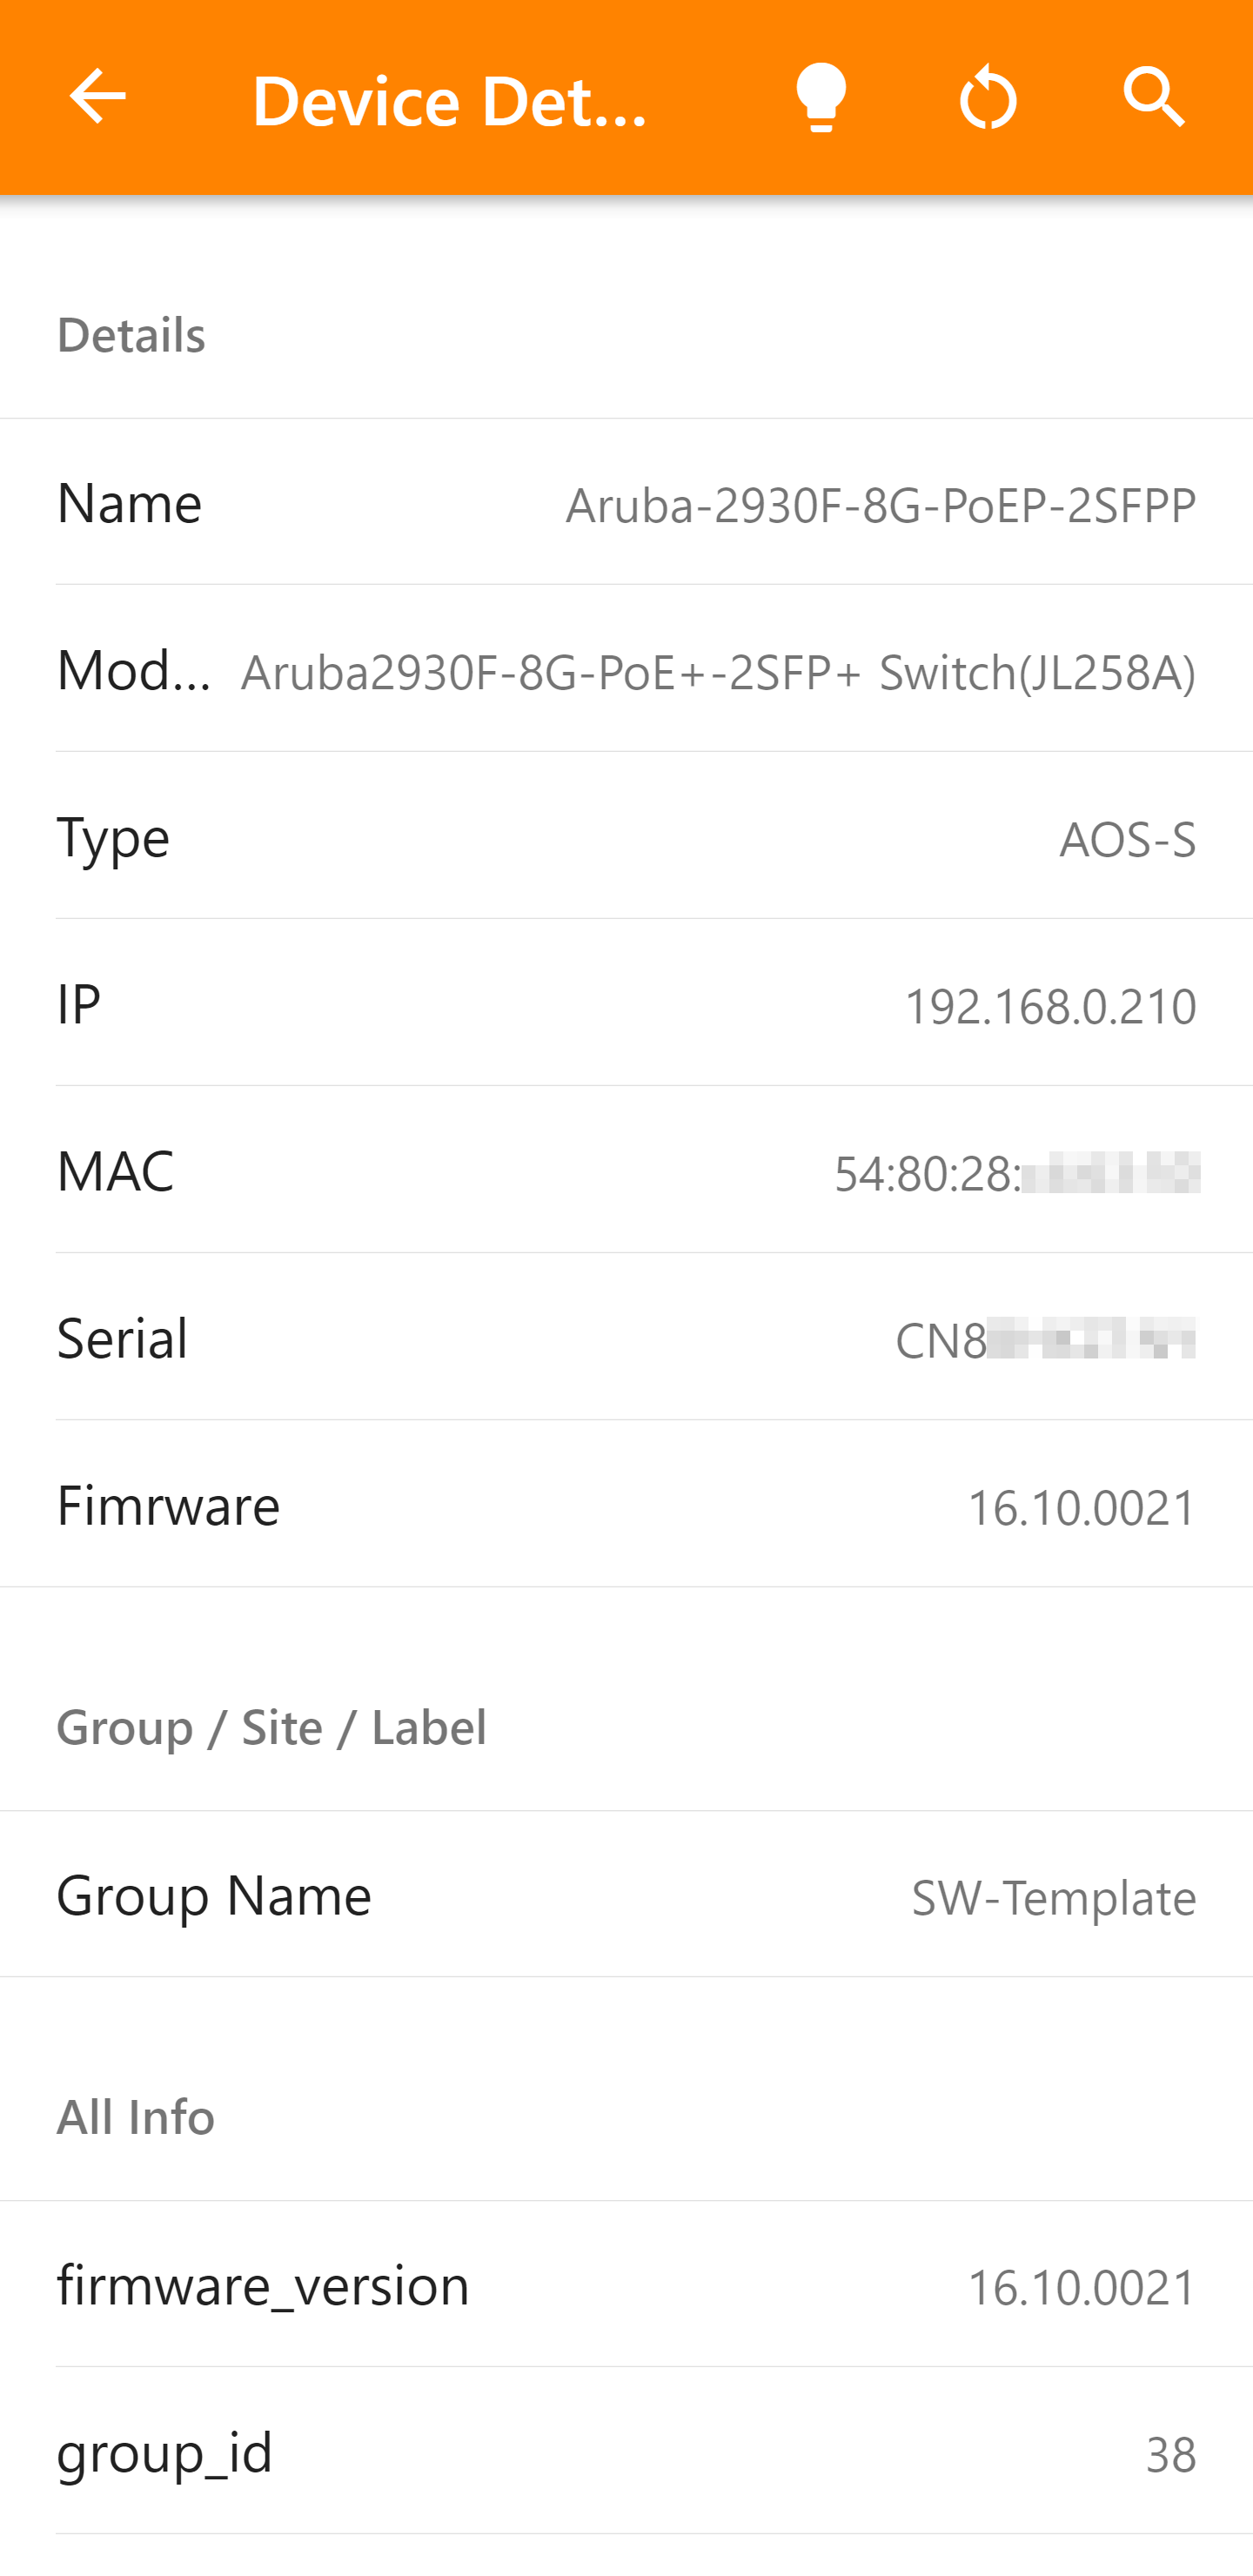 Device Det...
Details
Name Aruba-2930F-8G-PoEP-2SFPP
Mod... Aruba2930F-8G-PoE+-2SFP+ Switch(JL258A)
Type AOS-S
IP 192.168.0.210
MAC 54:80:28:
Serial CN8
Fimrware 16.10.0021
Group / Site / Label
Group Name SW-Template
All Info
firmware_version 16.10.0021
group_id 38